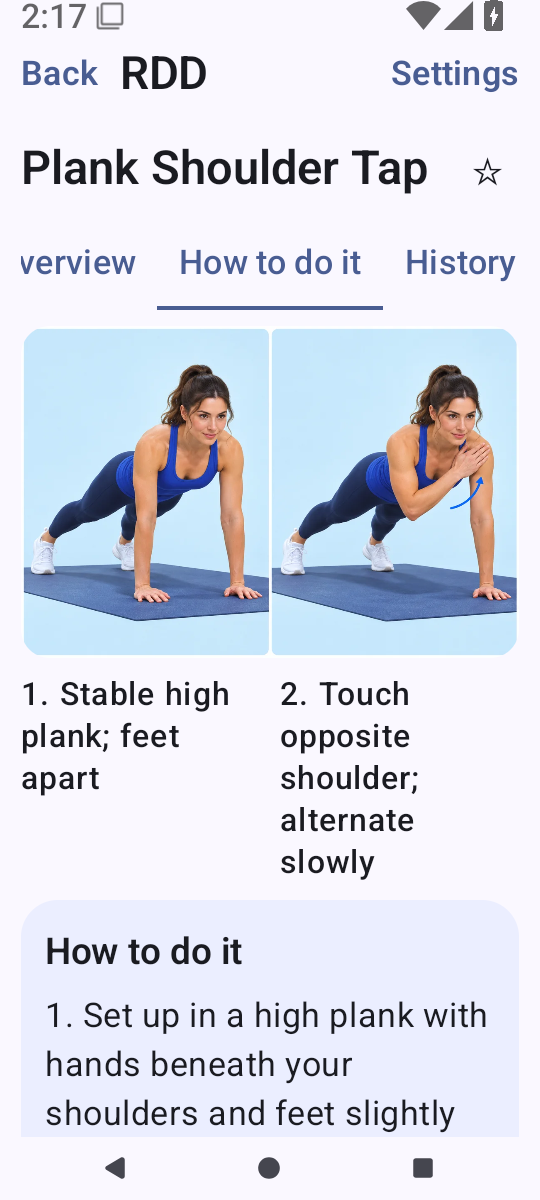 2:17
Back RDD Settings
Plank Shoulder Tap ☆
verview How to do it History
1. Stable high
plank; feet
apart
2. Touch
opposite
shoulder;
alternate
slowly
How to do it
1. Set up in a high plank with
hands beneath your
shoulders and feet slightly